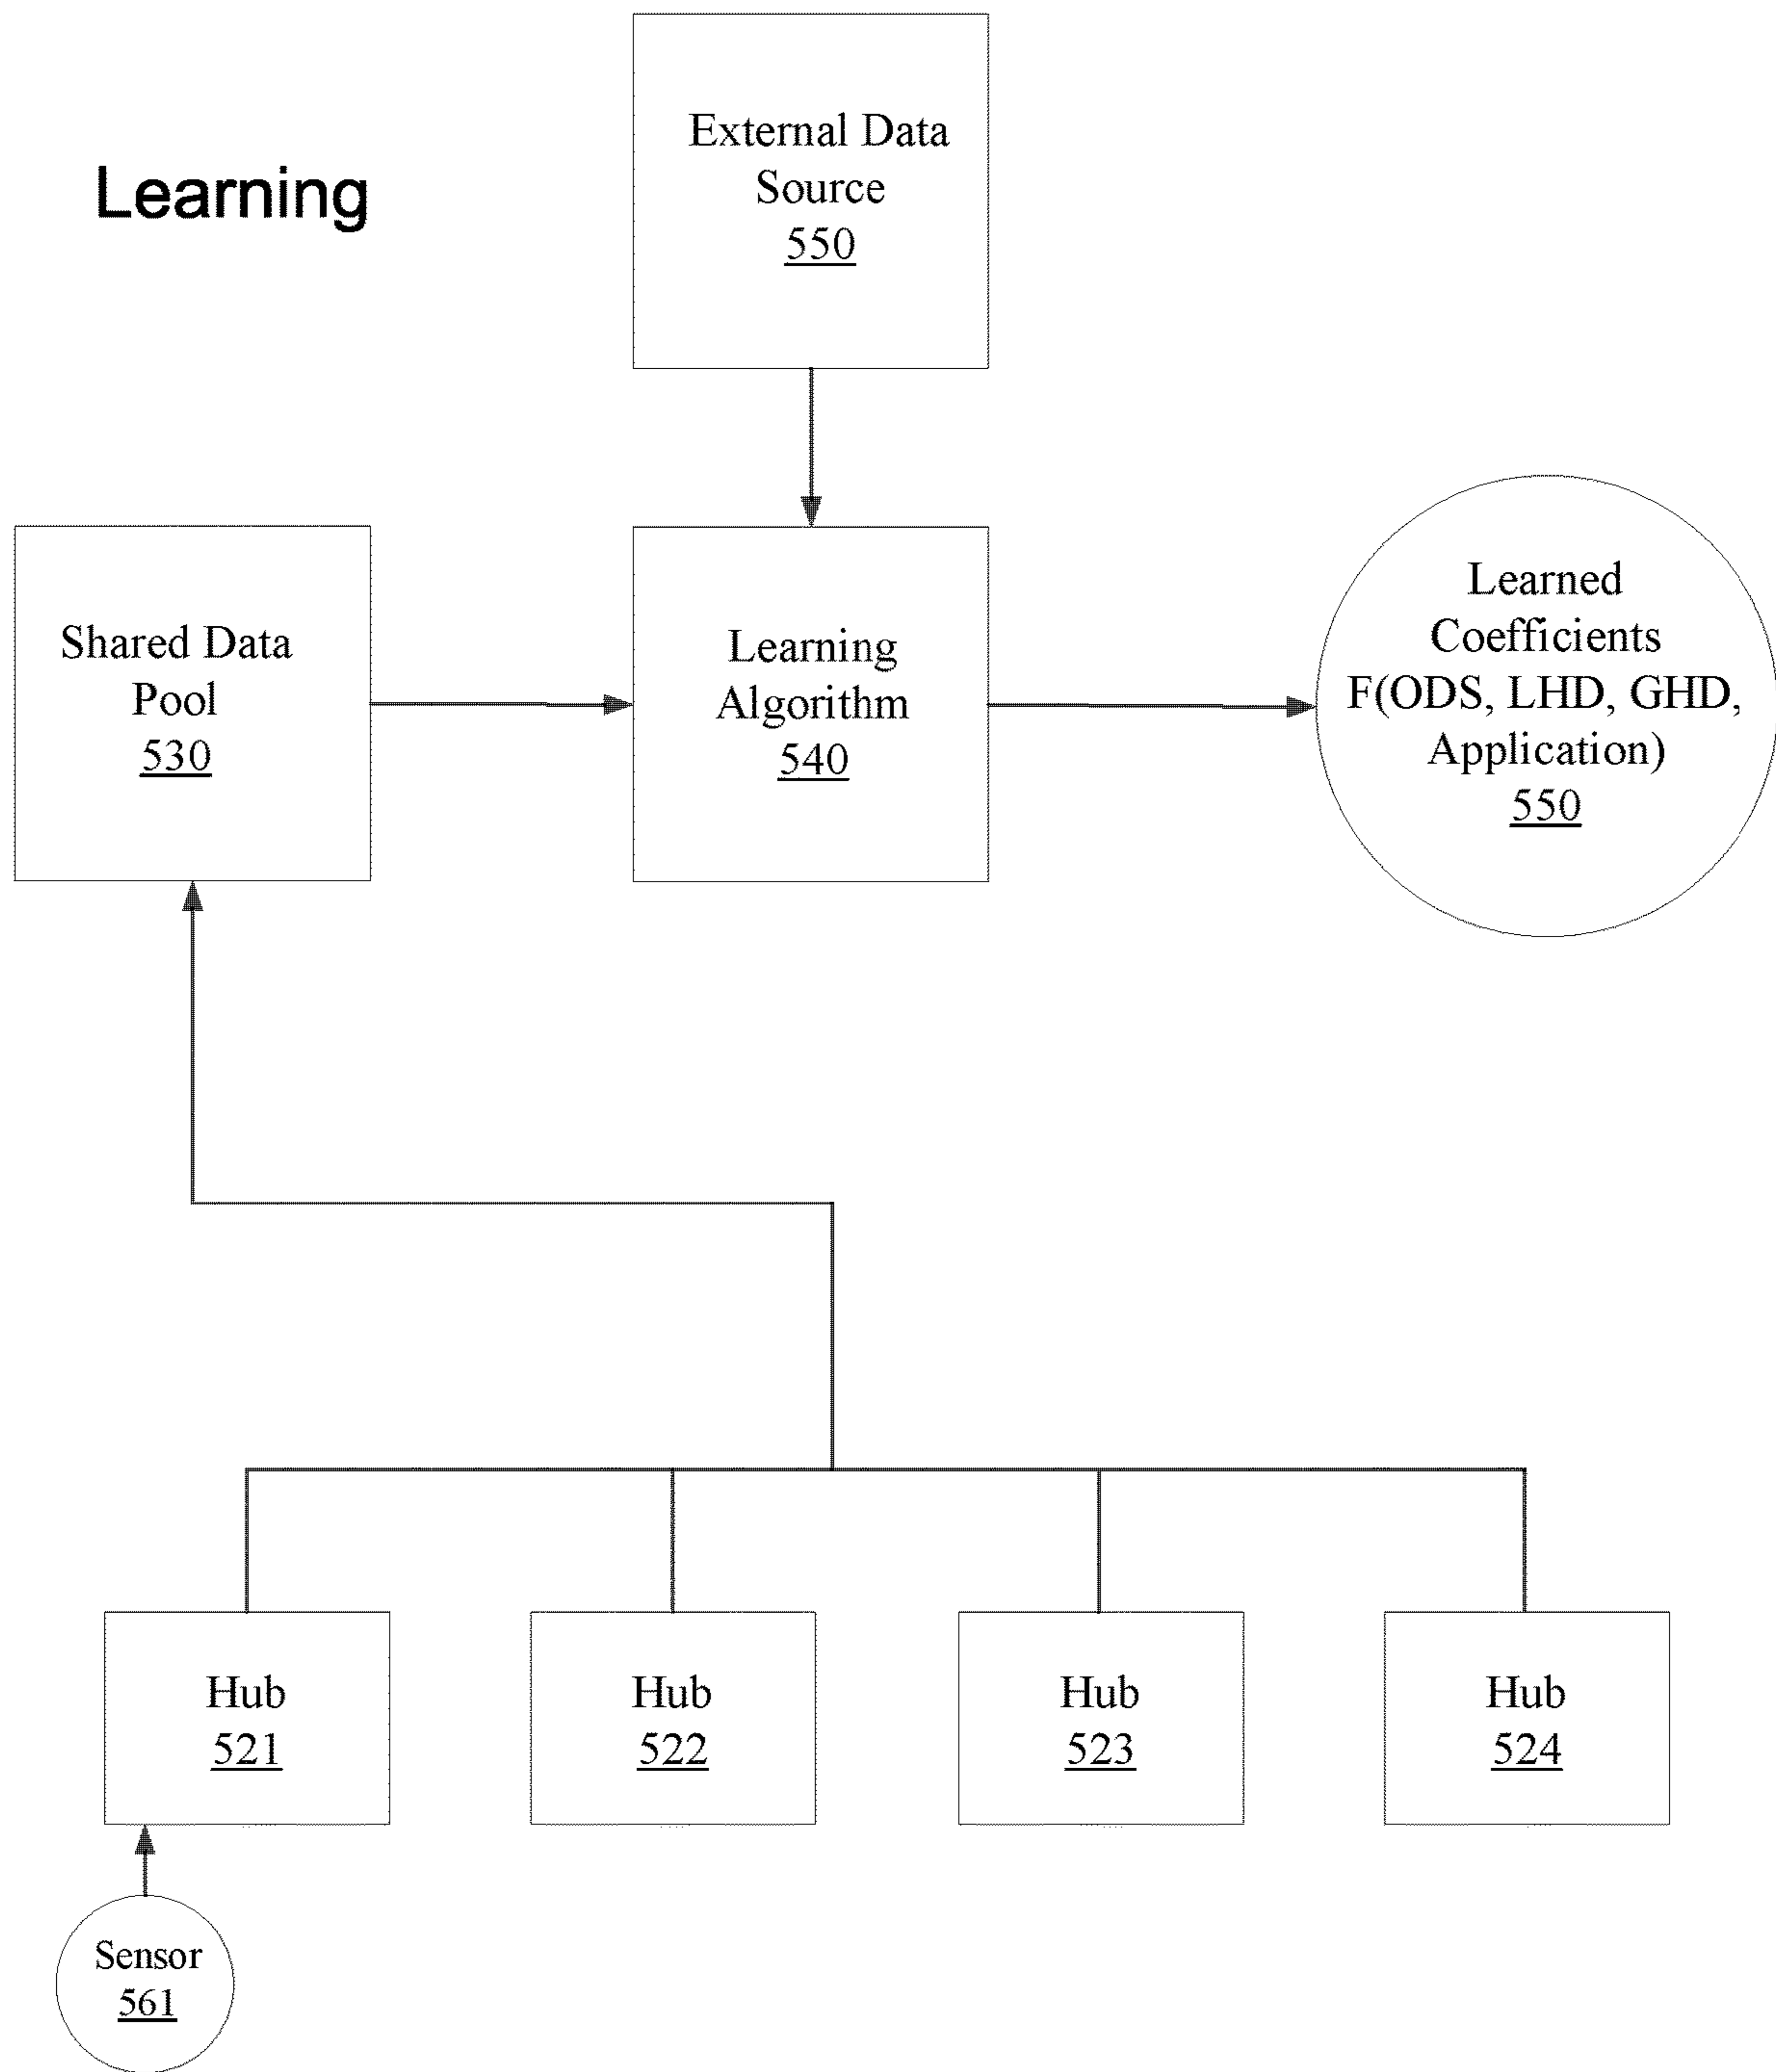 Learning
External Data
Source
550
Shared Data
Pool
530
Learning
Algorithm
540
Learned
Coefficients
F(ODS, LHD, GHD,
Application)
550
Hub
521
Hub
522
Hub
523
Hub
524
Sensor
561